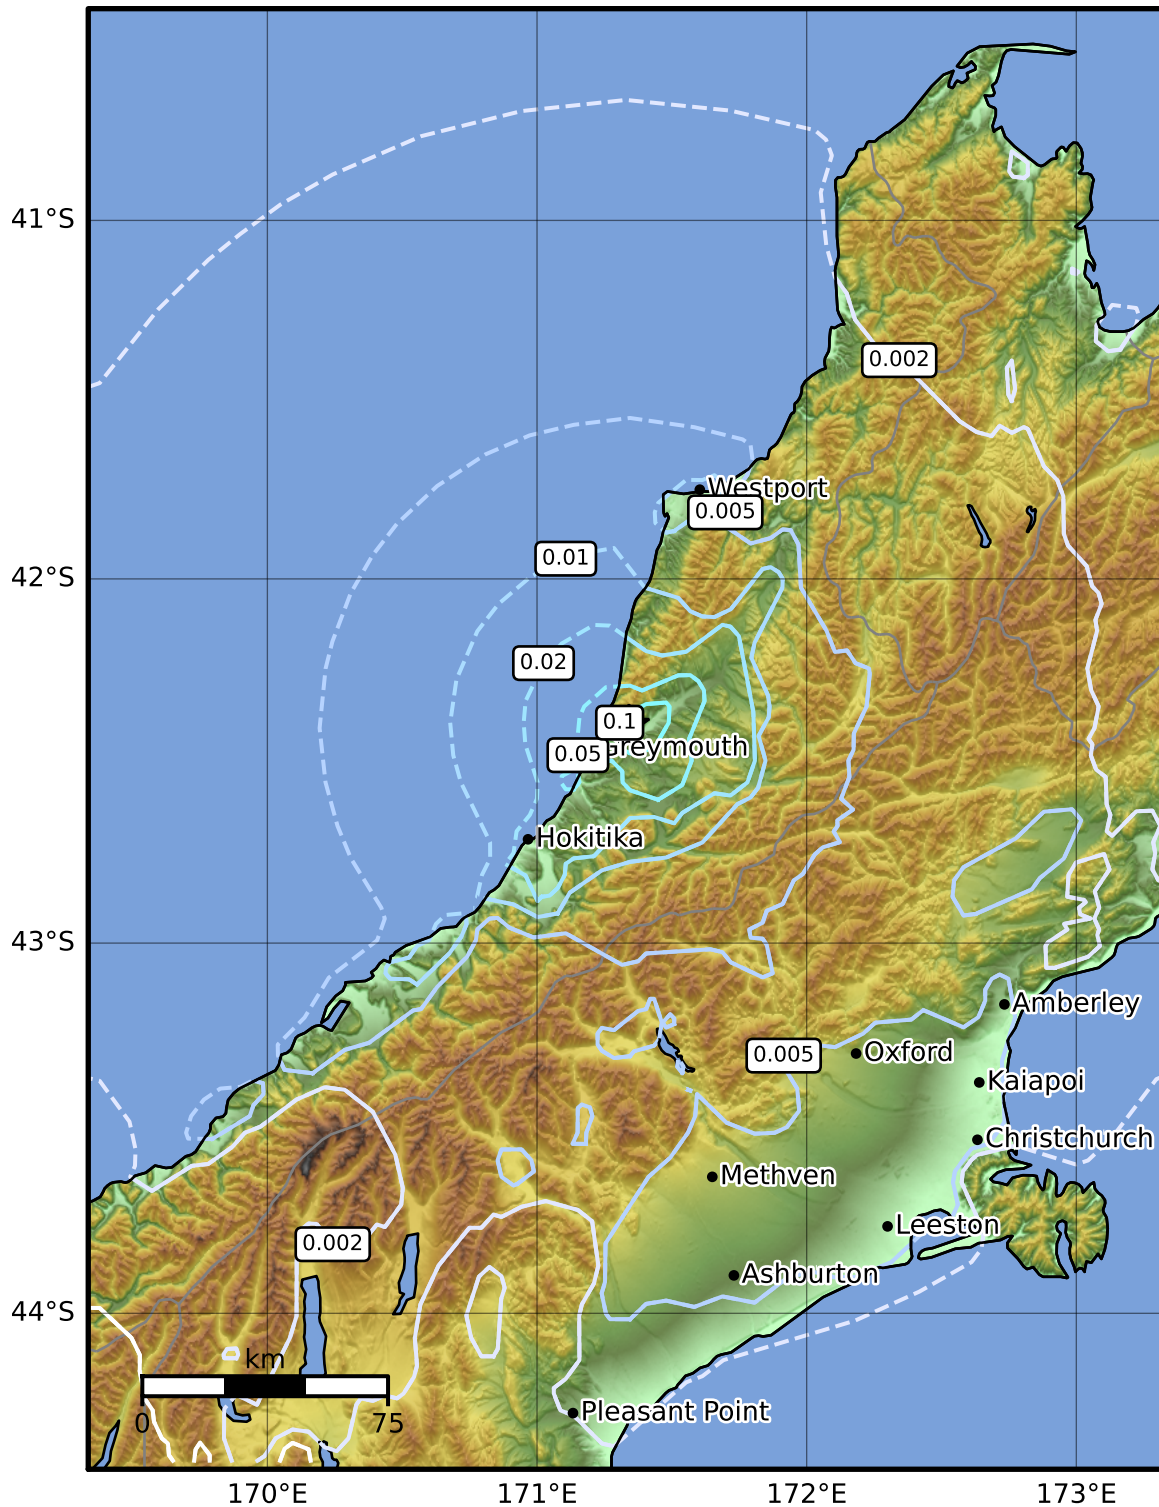 41°S
0.002
Westport
0.005
0.01
42°S
0.02
0.1
Greymouth
0.05
Hokitika
43°S
Amberley
0.005
Oxford
Kaiapoi
Christchurch
Methven
Leeston
0.002
Ashburton
44°S
km
0 75
Pleasant Point
170°E 171°E 172°E 173°E